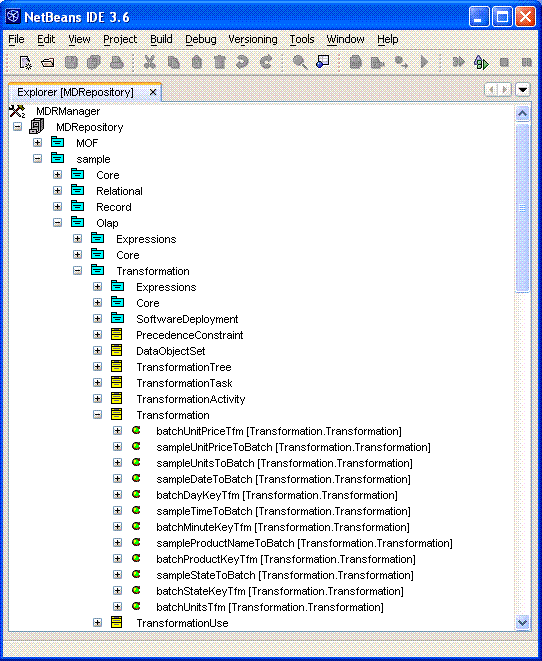 NetBeans IDE 3.6
File Edit View Project Build Debug Versioning Tools Window Help
Explorer [MDRepository]
MDRManager
MDRepository
MOF
sample
Core
Relational
Record
Olap
Expressions
Core
Transformation
Expressions
Core
SoftwareDeployment
PrecedenceConstraint
DataObjectSet
TransformationTree
TransformationTask
TransformationActivity
Transformation
batchUnitPriceTfm [Transformation.Transformation]
sampleUnitPriceToBatch [Transformation.Transformation]
sampleUnitsToBatch [Transformation.Transformation]
sampleDateToBatch [Transformation.Transformation]
batchDayKeyTfm [Transformation.Transformation]
sampleTimeToBatch [Transformation.Transformation]
batchMinuteKeyTfm [Transformation.Transformation]
sampleProductNameToBatch [Transformation.Transformation]
batchProductKeyTfm [Transformation.Transformation]
sampleStateToBatch [Transformation.Transformation]
batchStateKeyTfm [Transformation.Transformation]
batchUnitsTfm [Transformation.Transformation]
TransformationUse